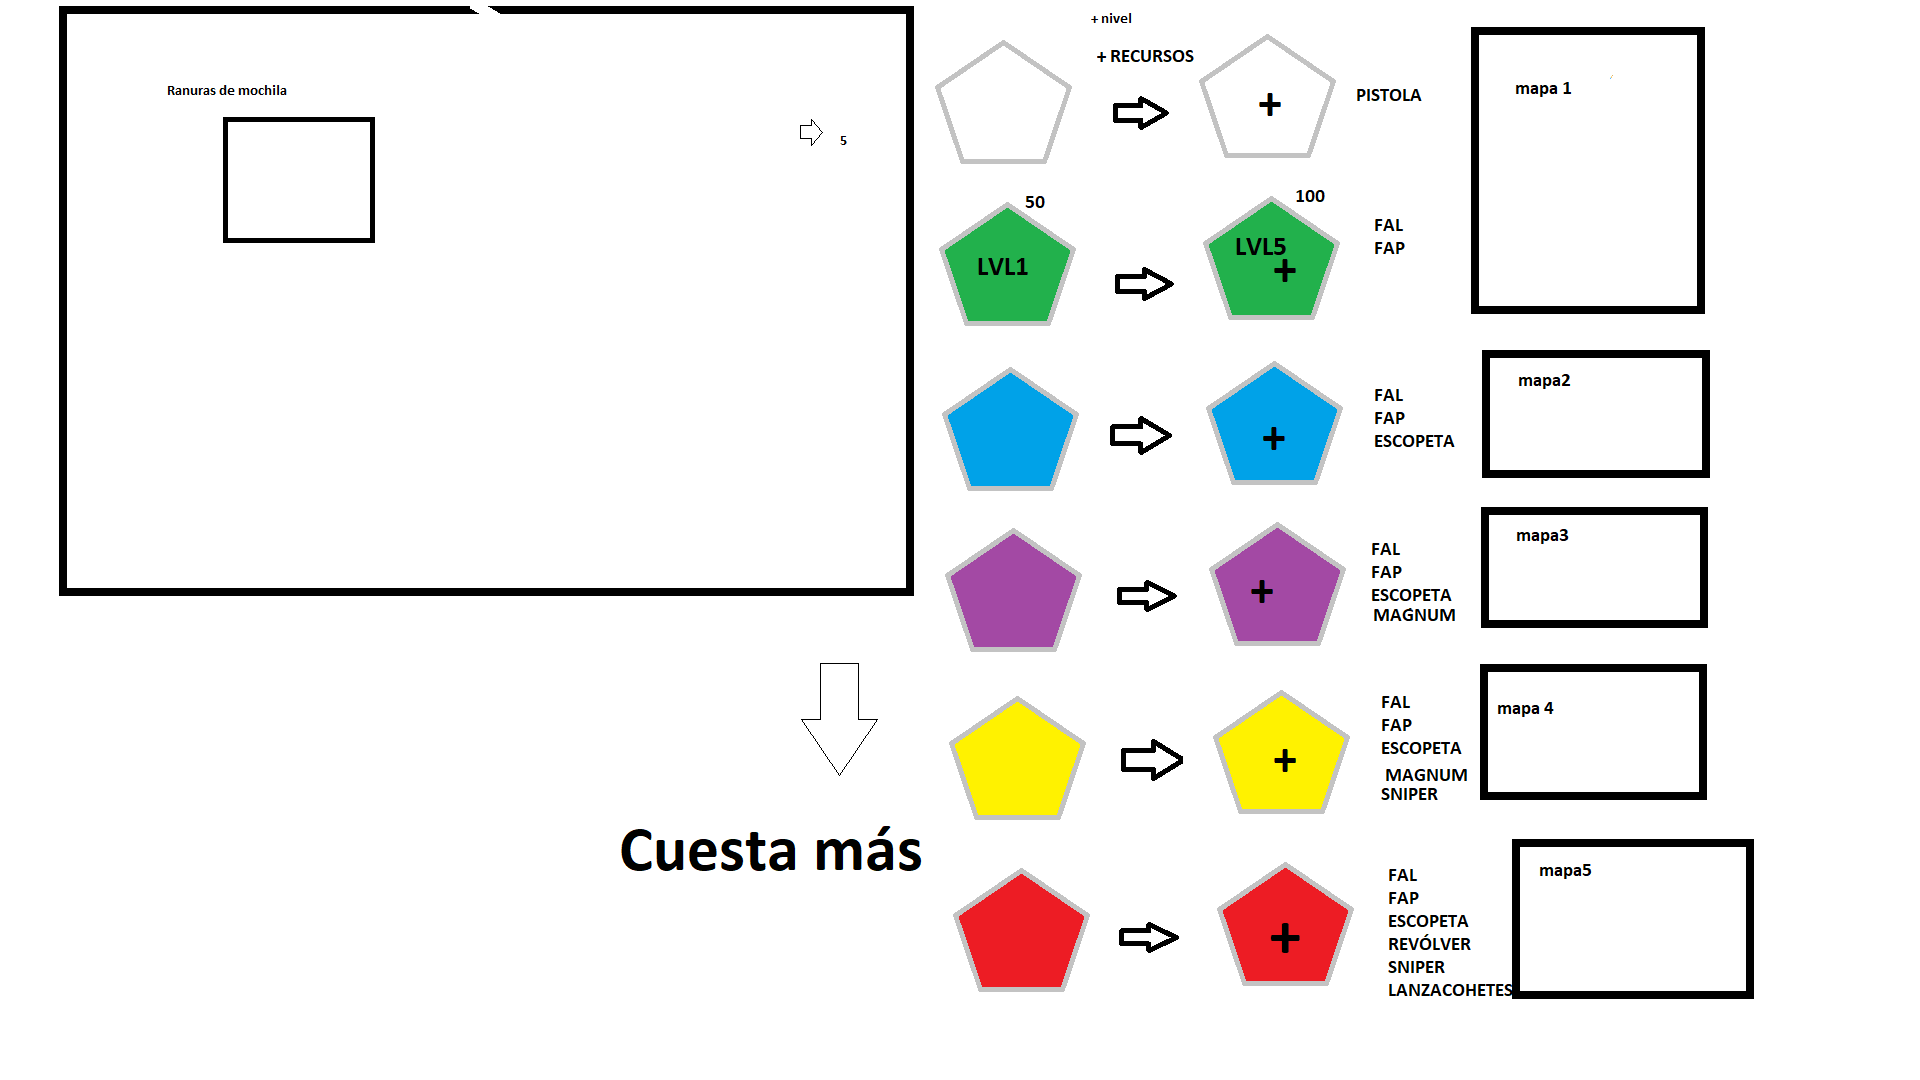 Ranuras de mochila
5
+ nivel
+ RECURSOS
+
PISTOLA
mapa 1
50
100
LVL1
LVL5
+
FAL
FAP
+
FAL
FAP
ESCOPETA
mapa2
+
FAL
FAP
ESCOPETA
MAGNUM
mapa3
+
FAL
FAP
ESCOPETA
MAGNUM
SNIPER
mapa 4
Cuesta más
+
FAL
FAP
ESCOPETA
REVÓLVER
SNIPER
LANZACOHETES
mapa5